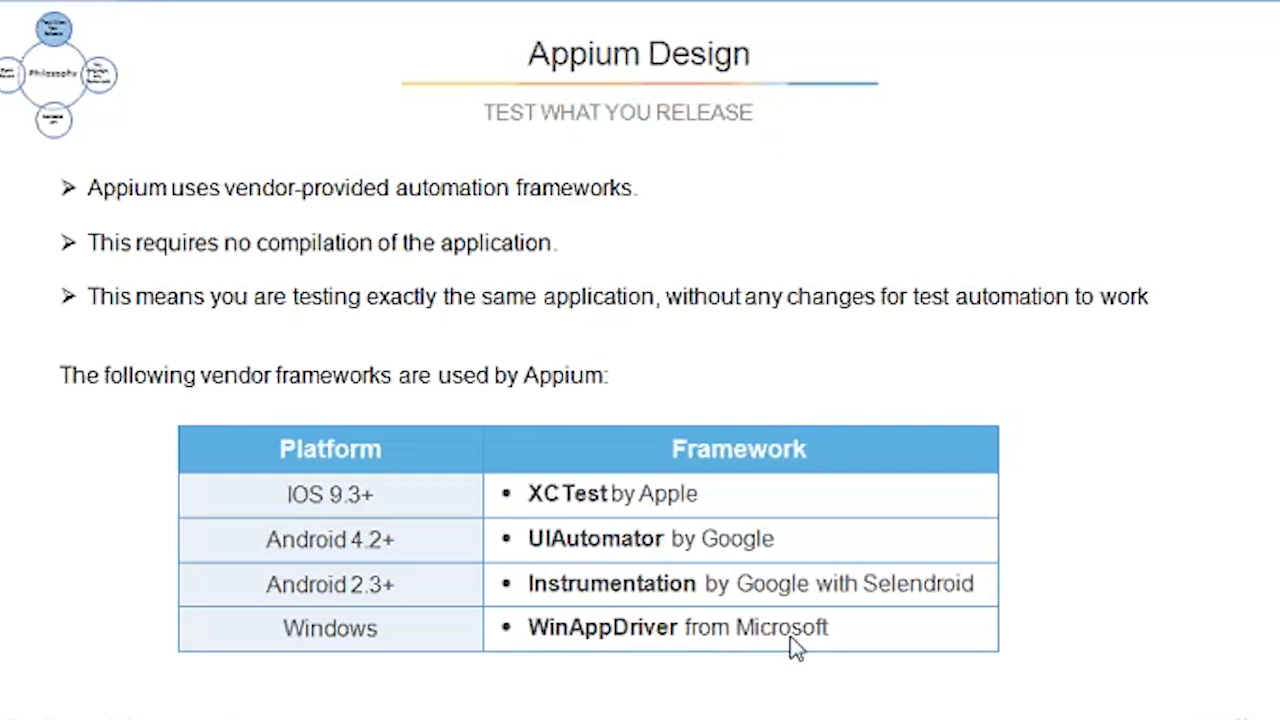 Philosophy
Appium Design
TEST WHAT YOU RELEASE
➢ Appium uses vendor-provided automation frameworks.
➢ This requires no compilation of the application.
➢ This means you are testing exactly the same application, without any changes for test automation to work
The following vendor frameworks are used by Appium:
Platform Framework
IOS 9.3+ • XCTest by Apple
Android 4.2+ • UIAutomator by Google
Android 2.3+ • Instrumentation by Google with Selendroid
Windows • WinAppDriver from Microsoft